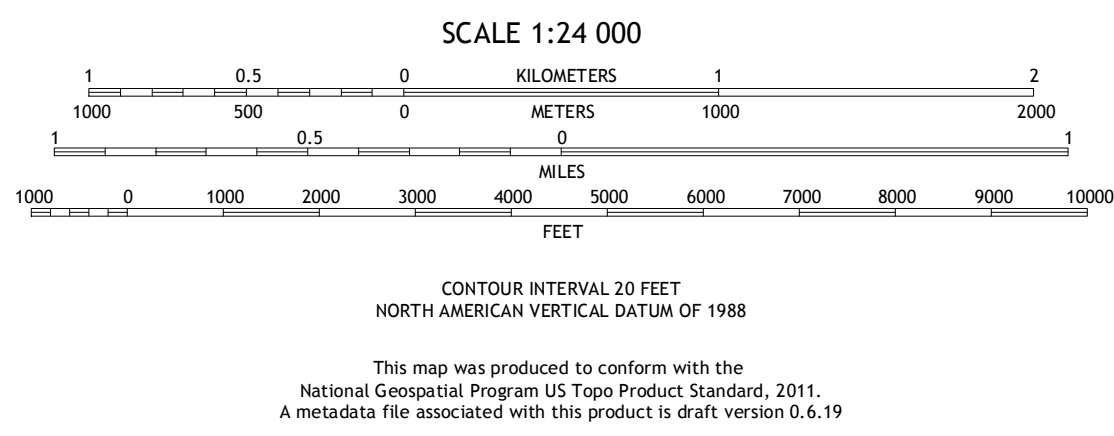 SCALE 1:24 000
1 0.5 0 KILOMETERS 1 2
1000 500 0 METERS 1000 2000
1 0.5 0 1
MILES
1000 0 1000 2000 3000 4000 5000 6000 7000 8000 9000 10000
FEET
CONTOUR INTERVAL 20 FEET
NORTH AMERICAN VERTICAL DATUM OF 1988
This map was produced to conform with the
National Geospatial Program US Topo Product Standard, 2011.
A metadata file associated with this product is draft version 0.6.19